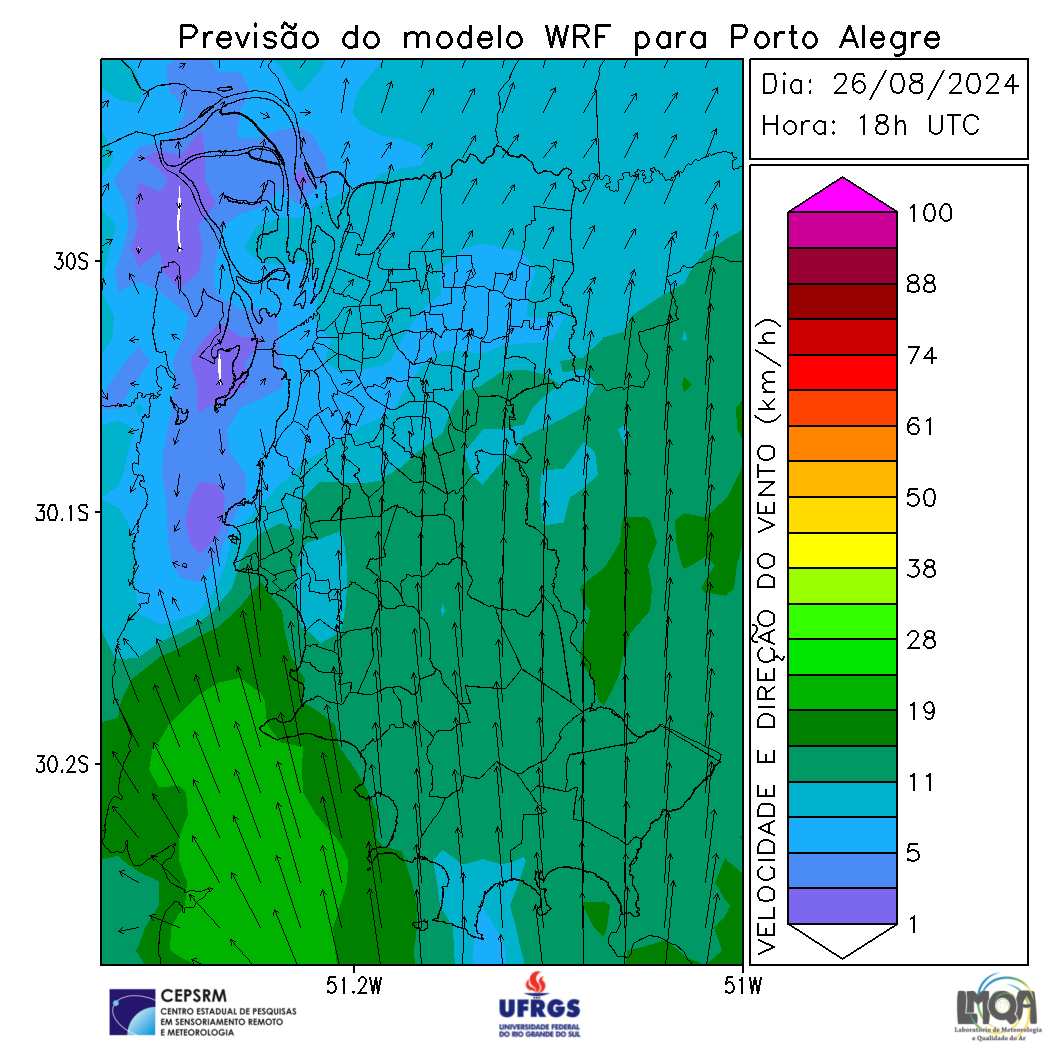 Previsão do modelo WRF para Porto Alegre
Dia: 26/08/2024
Hora: 18h UTC
30S
30.1S
30.2S
51.2W
51W
VELOCIDADE E DIREÇÃO DO VENTO (km/h)
100
88
74
61
50
38
28
19
11
5
1
CEPSRM
CENTRO ESTADUAL DE PESQUISAS
EM SENSORIAMENTO REMOTO
E METEOROLOGIA
UFRGS
UNIVERSIDADE FEDERAL
DO RIO GRANDE DO SUL
LMQA
Laboratório de Meteorologia
e Qualidade do Ar